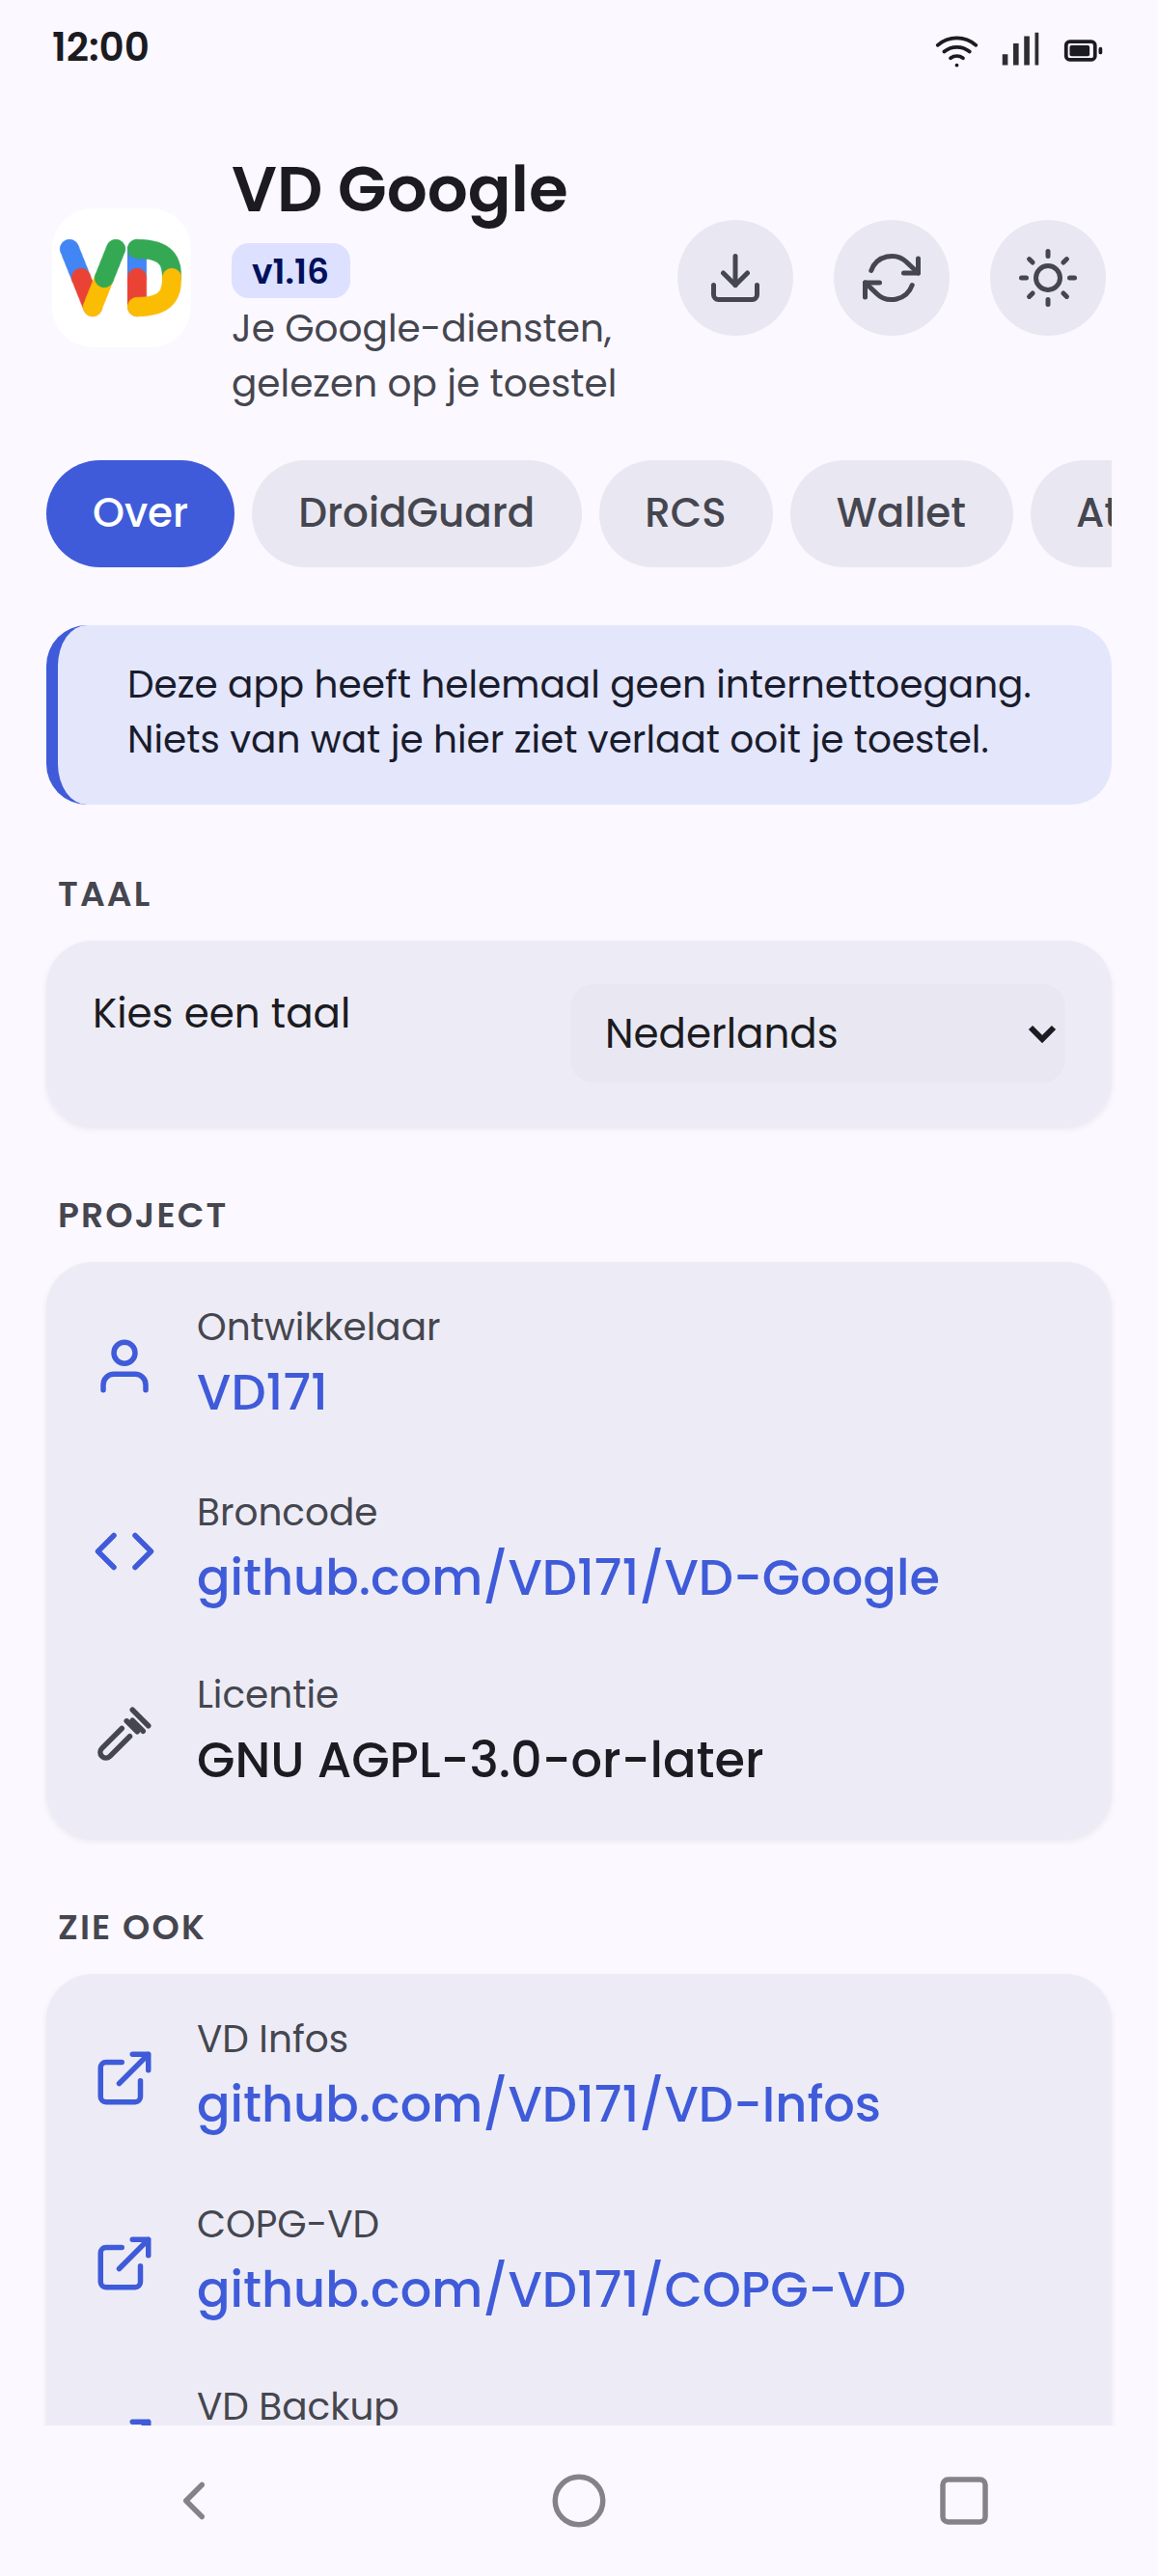 12:00
VD
VD Google
v1.16
Je Google-diensten,
gelezen op je toestel
Over
DroidGuard
RCS
Wallet
At
Deze app heeft helemaal geen internettoegang.
Niets van wat je hier ziet verlaat ooit je toestel.
TAAL
Kies een taal
Nederlands
PROJECT
Ontwikkelaar
VD171
Broncode
github.com/VD171/VD-Google
Licentie
GNU AGPL-3.0-or-later
ZIE OOK
VD Infos
github.com/VD171/VD-Infos
COPG-VD
github.com/VD171/COPG-VD
VD Backup